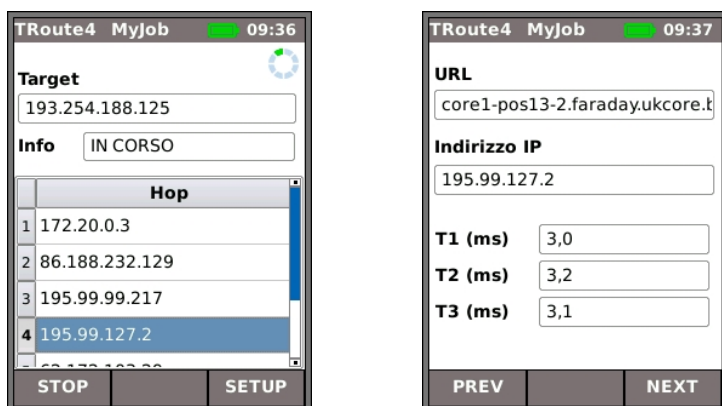 TRoute4 MyJob 09:36
Target
193.254.188.125
Info IN CORSO
Hop
1 172.20.0.3
2 86.188.232.129
3 195.99.99.217
4 195.99.127.2
STOP SETUP
TRoute4 MyJob 09:37
URL
core1-pos13-2.faraday.ukcore.b
Indirizzo IP
195.99.127.2
T1 (ms) 3,0
T2 (ms) 3,2
T3 (ms) 3,1
PREV NEXT